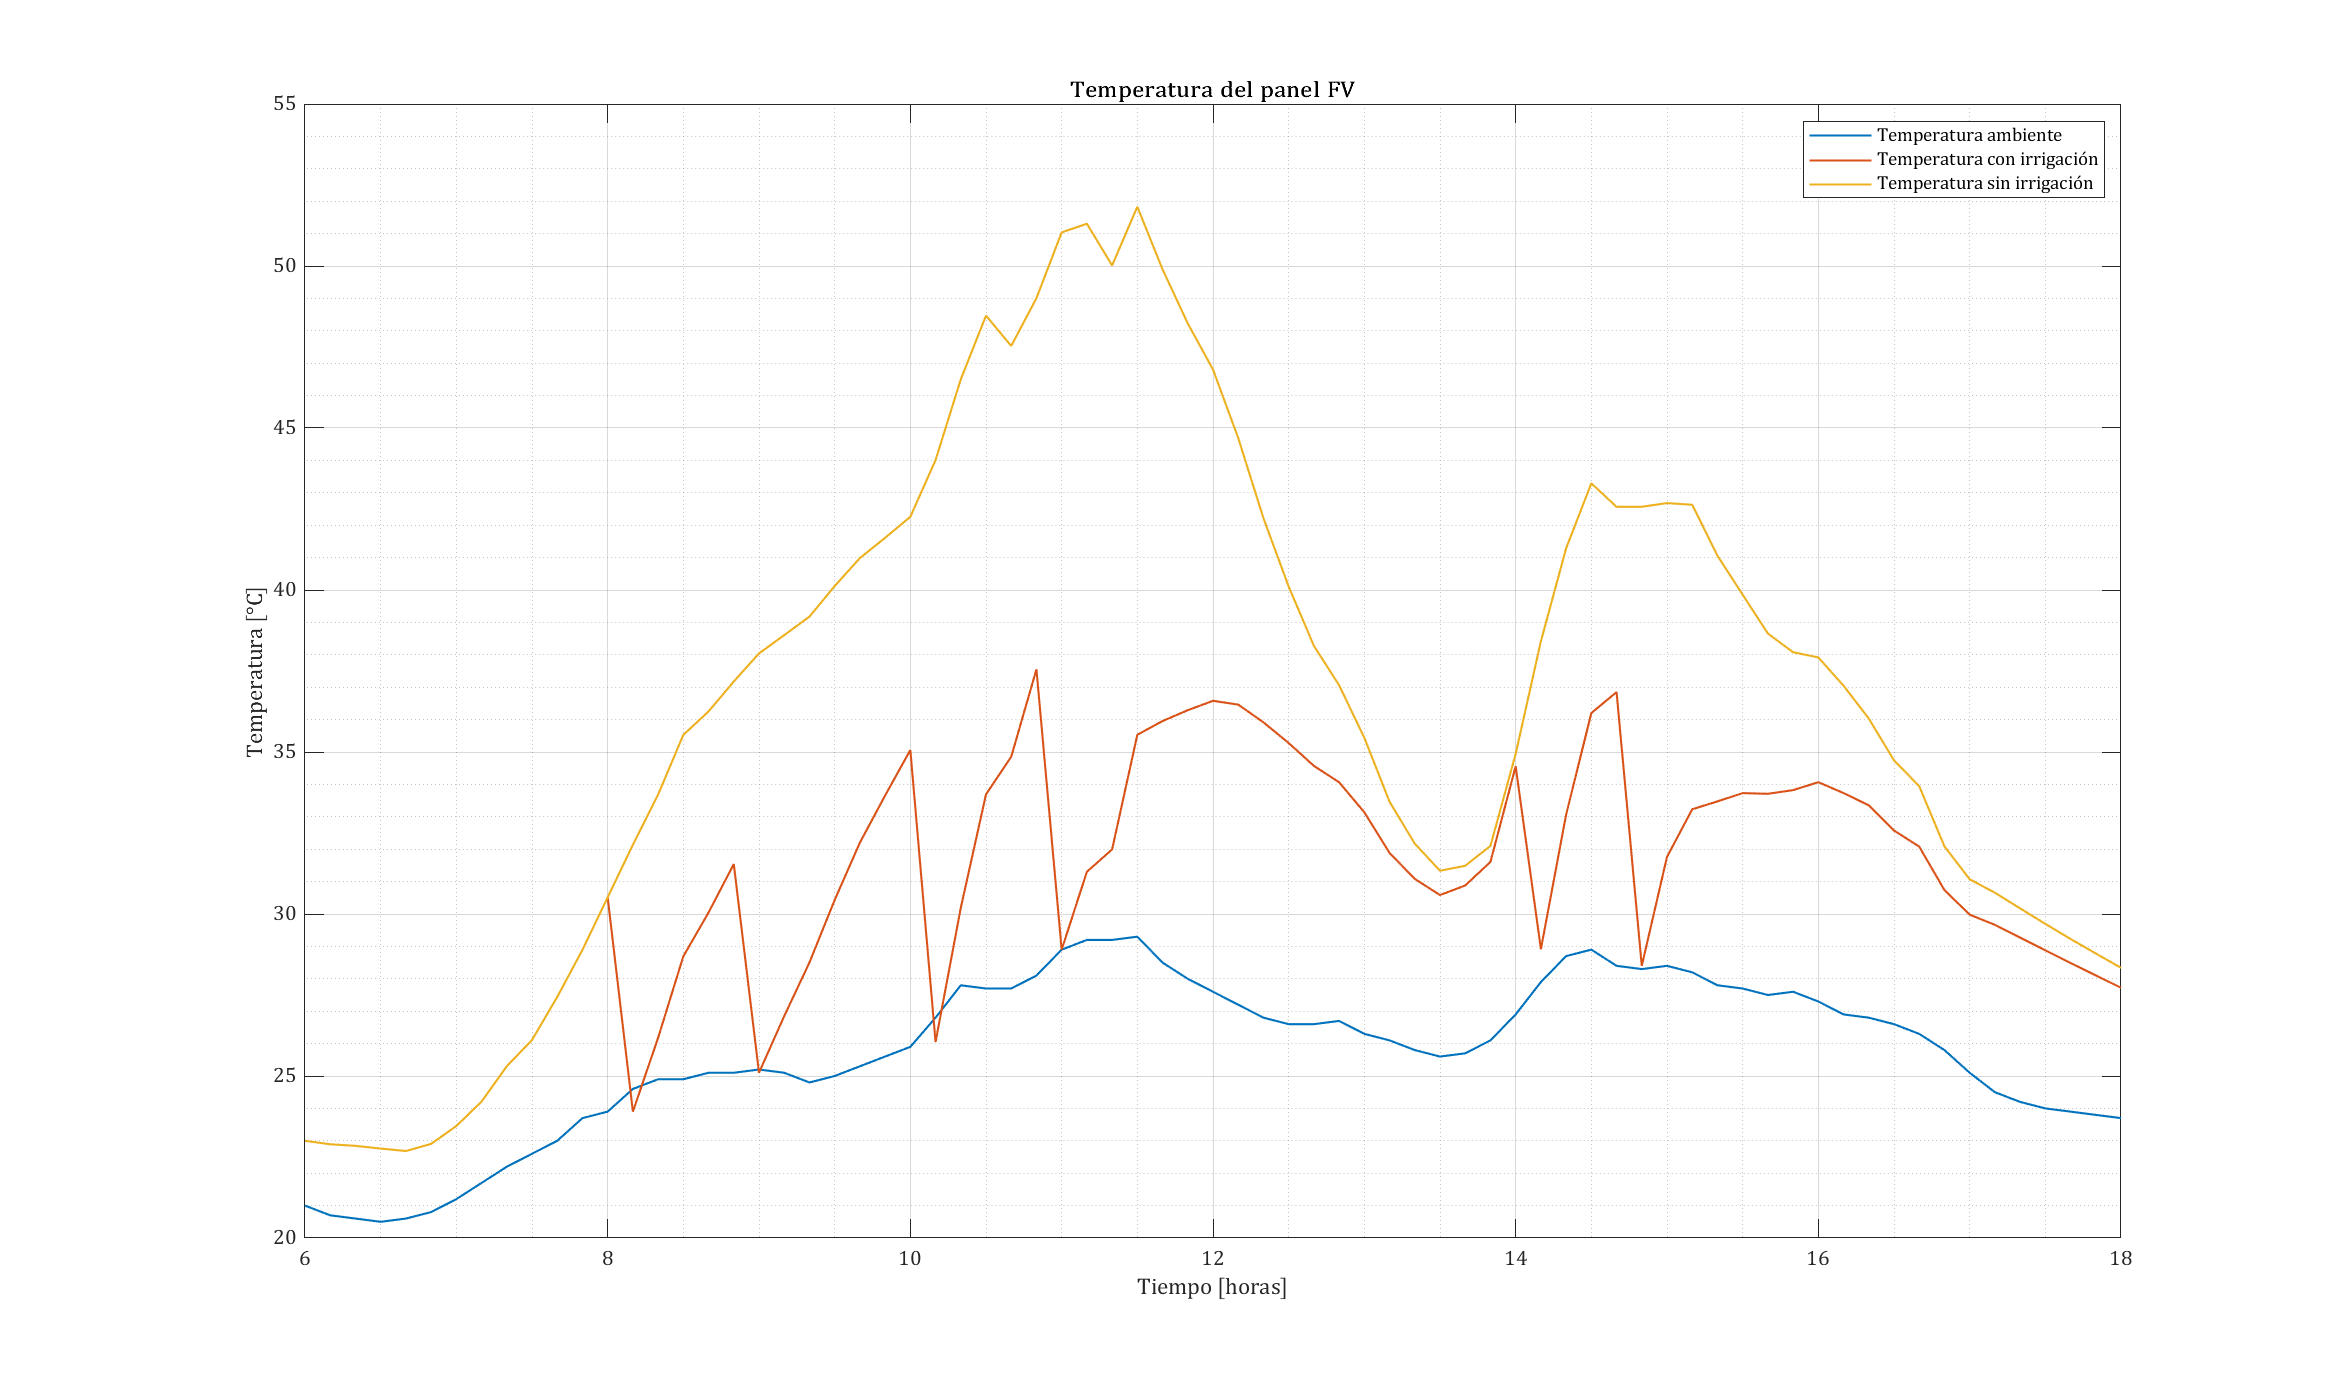 Temperatura del panel FV
Temperatura ambiente
Temperatura con irrigación
Temperatura sin irrigación
Temperatura [°C]
55
50
45
40
35
30
25
20
6 8 10 12 14 16 18
Tiempo [horas]